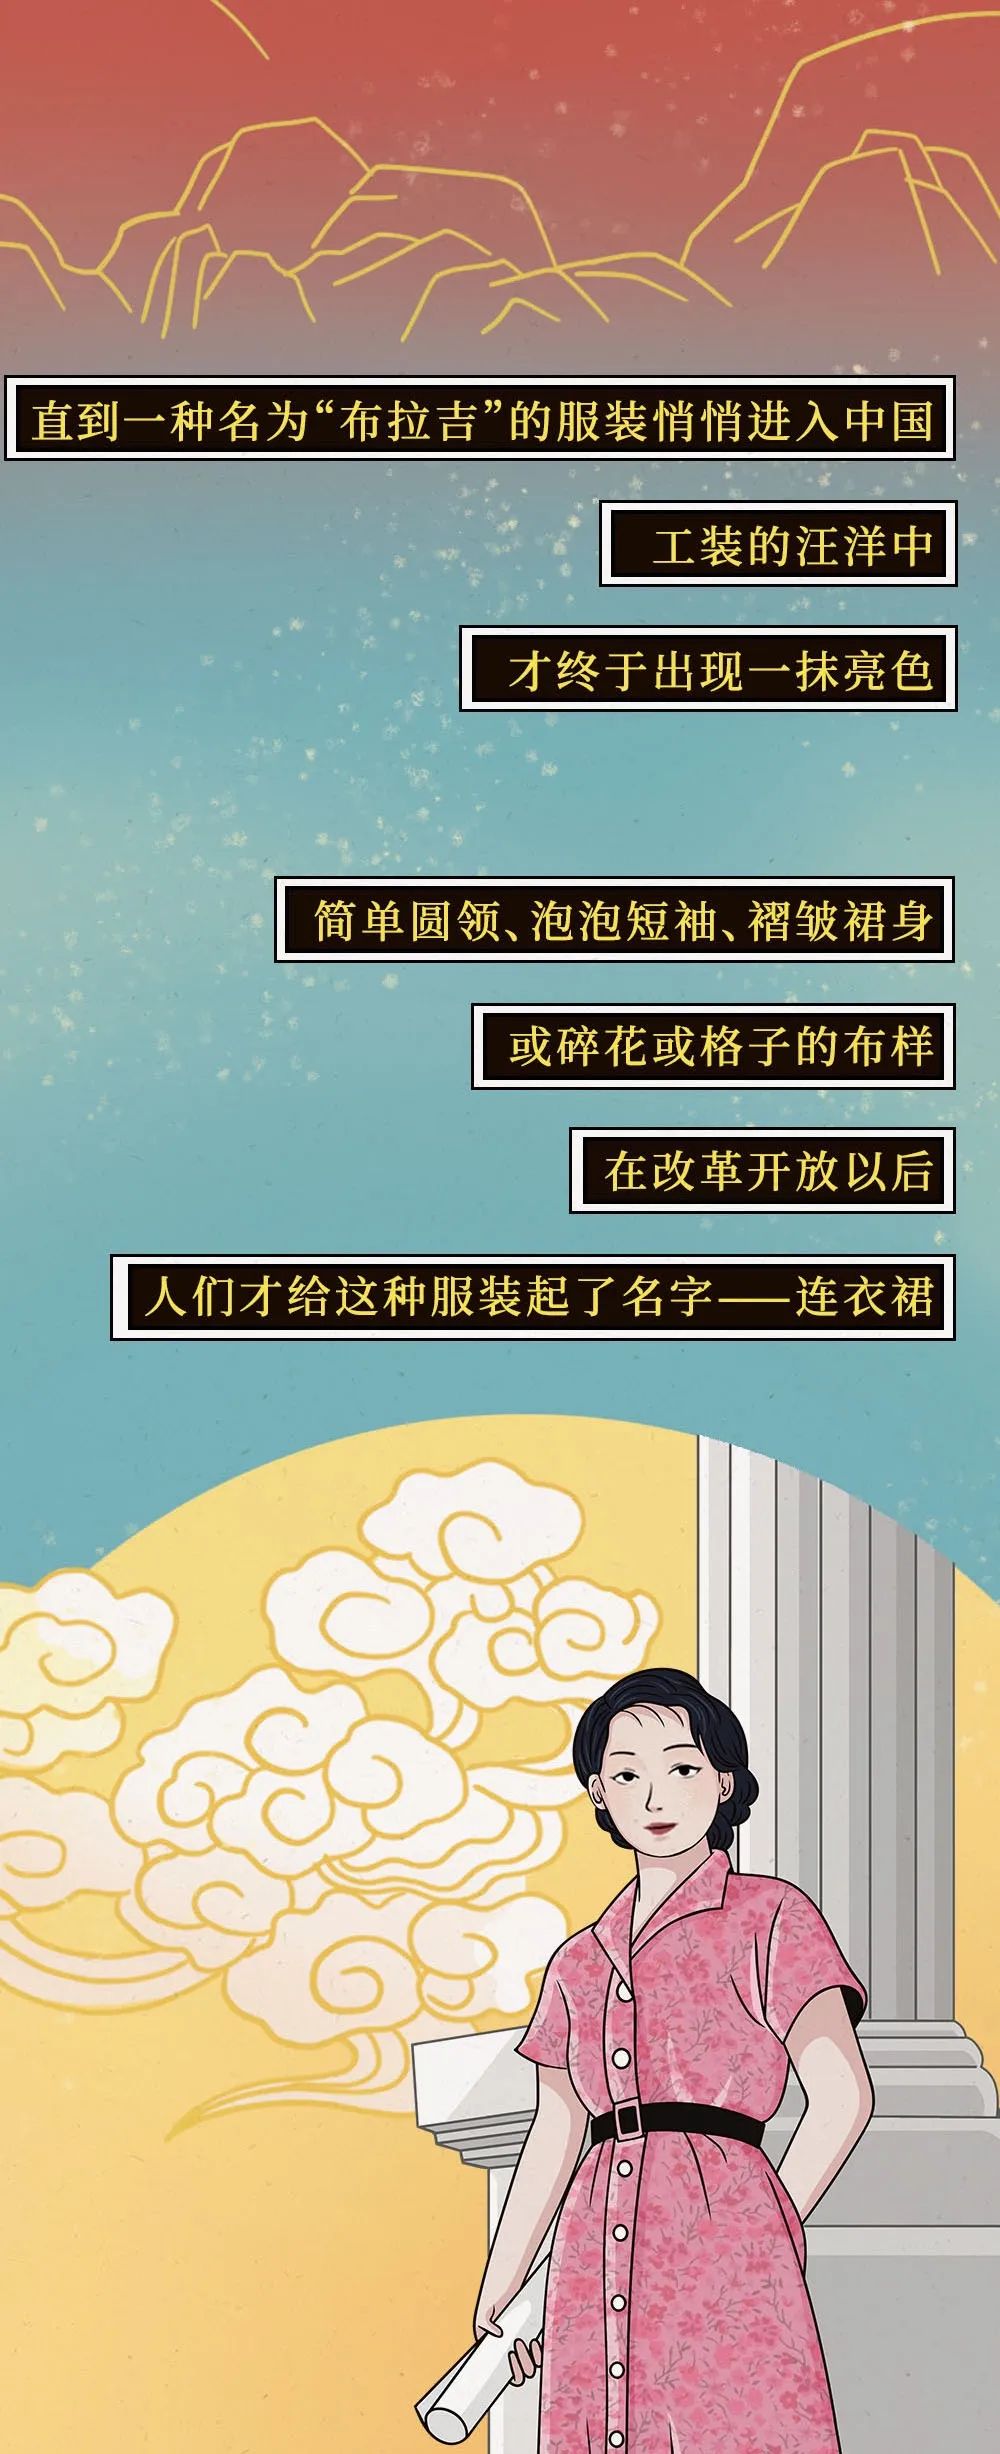 直到一种名为“布拉吉”的服装悄悄进入中国
工装的汪洋中
才终于出现一抹亮色
简单圆领、泡泡短袖、褶皱裙身
或碎花或格子的布样
在改革开放以后
人们才给这种服装起了名字——连衣裙